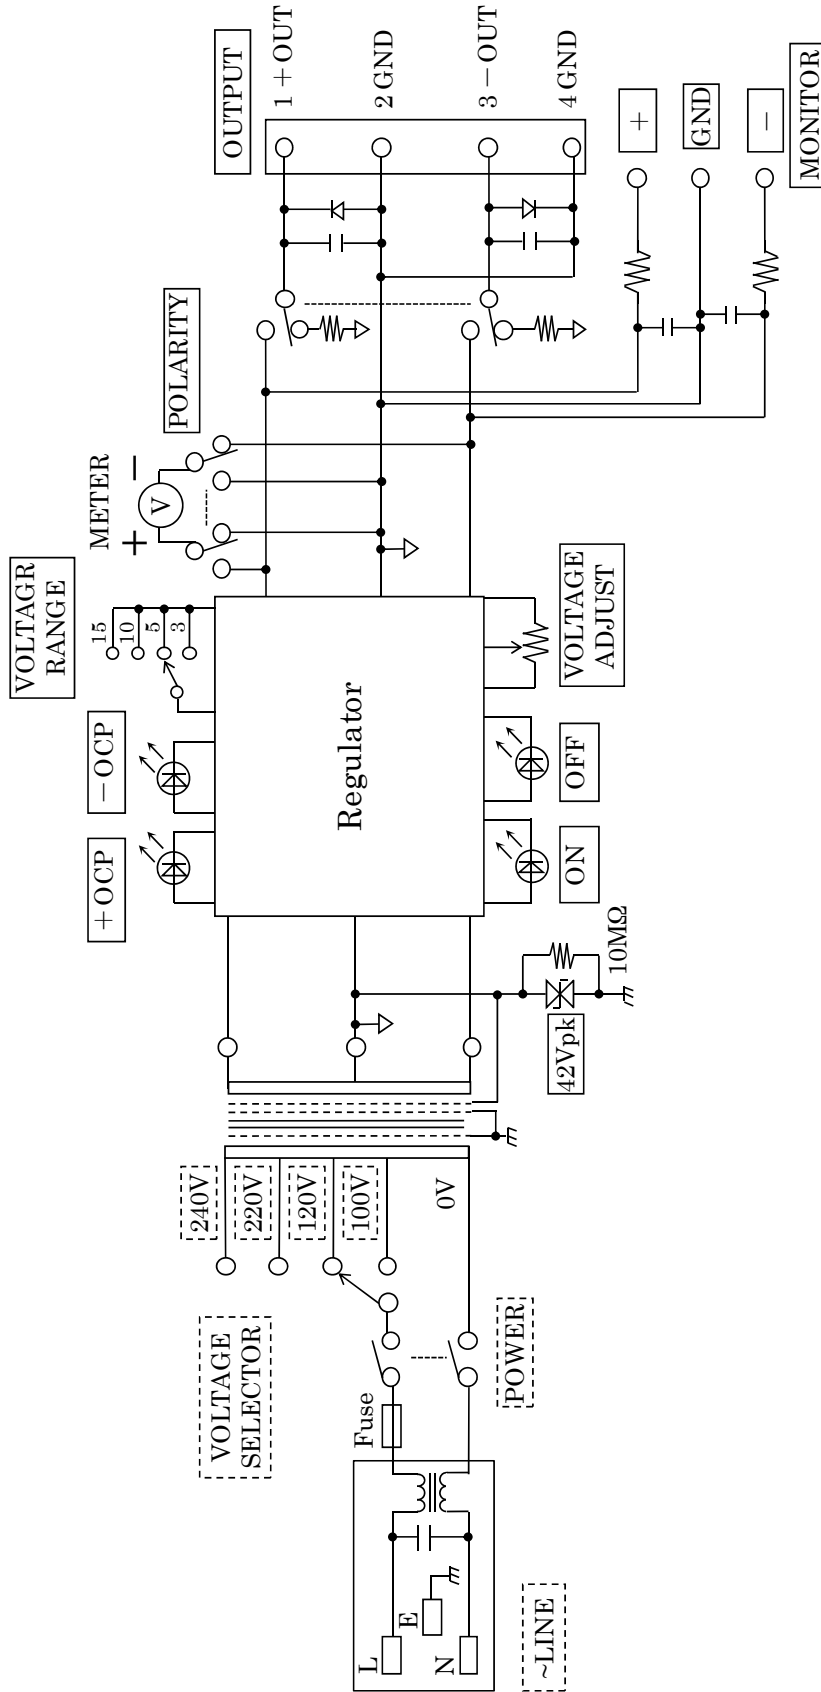 ~LINE
L
E
N
Fuse
VOLTAGE
SELECTOR
POWER
240V
220V
120V
100V
0V
42Vpk
10MΩ
+OCP
−OCP
VOLTAGR
RANGE
15
10
5
3
Regulator
ON
OFF
VOLTAGE
ADJUST
METER
+
−
V
POLARITY
OUTPUT
1 +OUT
2 GND
3 −OUT
4 GND
+
GND
−
MONITOR